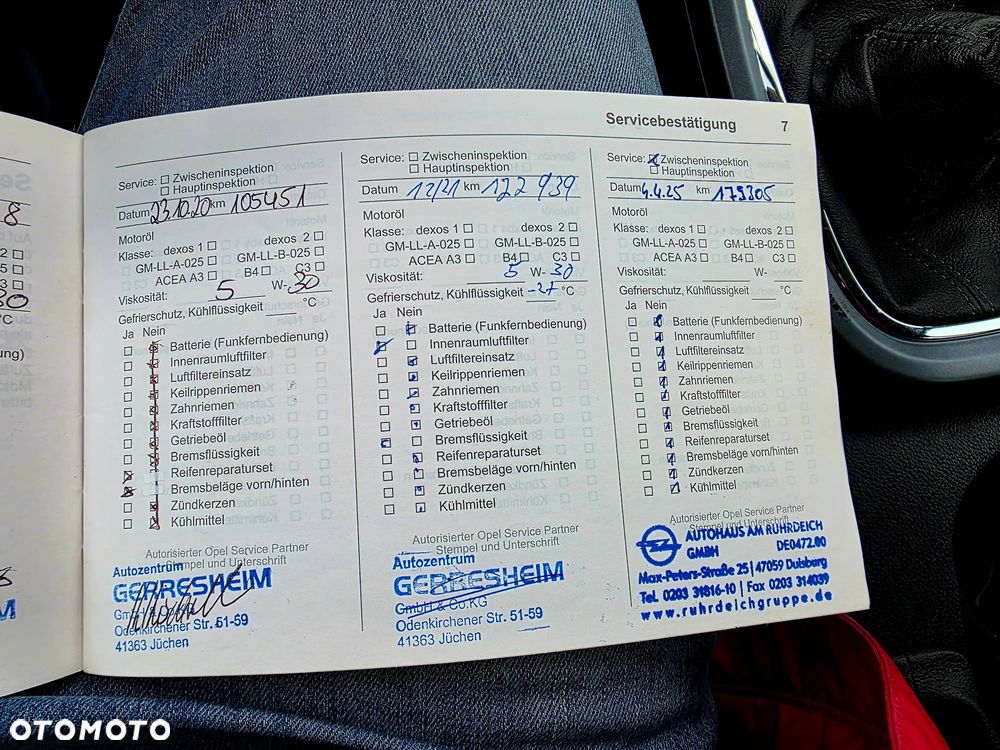 Servicebestätigung 7
Service: Zwischeninspektion
Hauptinspektion
Datum 23.10.20 km 105451
Motoröl
Klasse: dexos 1 dexos 2
GM-LL-A-025 GM-LL-B-025
ACEA A3 B4 C3
Viskosität: 5 W-30
Gefrierschutz, Kühlflüssigkeit °C
Ja Nein
Batterie (Funkfernbedienung)
Innenraumluftfilter
Luftfiltereinsatz
Keilrippenriemen
Zahnriemen
Kraftstofffilter
Getriebeöl
Bremsflüssigkeit
Reifenreparaturset
Bremsbeläge vorn/hinten
Zündkerzen
Kühlmittel
Autorisierter Opel Service Partner
Stempel und Unterschrift
Autozentrum
GERRESHEIM
GmbH
Odenkirchener Str. 51-59
41363 Jüchen
Service: Zwischeninspektion
Hauptinspektion
Datum 12/21 km 122 939
Motoröl
Klasse: dexos 1 dexos 2
GM-LL-A-025 GM-LL-B-025
ACEA A3 B4 C3
Viskosität: 5 W-30
Gefrierschutz, Kühlflüssigkeit -27 °C
Ja Nein
Batterie (Funkfernbedienung)
Innenraumluftfilter
Luftfiltereinsatz
Keilrippenriemen
Zahnriemen
Kraftstofffilter
Getriebeöl
Bremsflüssigkeit
Reifenreparaturset
Bremsbeläge vorn/hinten
Zündkerzen
Kühlmittel
Autorisierter Opel Service Partner
Stempel und Unterschrift
Autozentrum
GERRESHEIM
GmbH & Co.KG
Odenkirchener Str. 51-59
41363 Jüchen
Service: Zwischeninspektion
Hauptinspektion
Datum 4.4.25 km 179305
Motoröl
Klasse: dexos 1 dexos 2
GM-LL-A-025 GM-LL-B-025
ACEA A3 B4 C3
Viskosität: W-
Gefrierschutz, Kühlflüssigkeit °C
Ja Nein
Batterie (Funkfernbedienung)
Innenraumluftfilter
Luftfiltereinsatz
Keilrippenriemen
Zahnriemen
Kraftstofffilter
Getriebeöl
Bremsflüssigkeit
Reifenreparaturset
Bremsbeläge vorn/hinten
Zündkerzen
Kühlmittel
Autorisierter Opel Service Partner
Stempel und Unterschrift
AUTOHAUS AM RUHRDEICH
GMBH DE0472.00
Max-Peters-Straße 25 | 47059 Duisburg
Tel. 0203 31816-10 | Fax 0203 314039
www.ruhrdeichgruppe.de
OTOMOTO